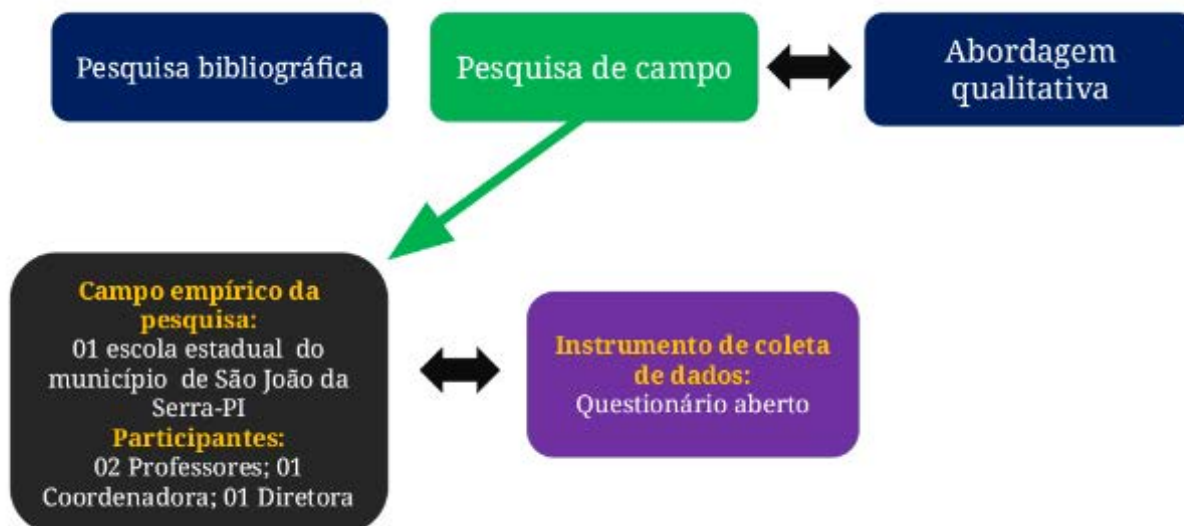 Pesquisa bibliográfica
Pesquisa de campo
Abordagem
qualitativa
Campo empírico da
pesquisa:
01 escola estadual do
município de São João da
Serra-PI
Participantes:
02 Professores; 01
Coordenadora; 01 Diretora
Instrumento de coleta
de dados:
Questionário aberto